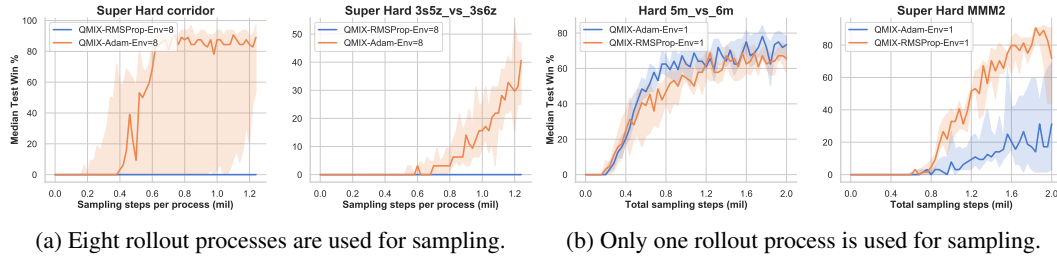 Super Hard corridor
QMIX-RMSProp-Env=8
QMIX-Adam-Env=8
Median Test Win %
100
80
60
40
20
0
0.0 0.2 0.4 0.6 0.8 1.0 1.2
Sampling steps per process (mil)
Super Hard 3s5z_vs_3s6z
QMIX-RMSProp-Env=8
QMIX-Adam-Env=8
Median Test Win %
50
40
30
20
10
0
0.0 0.2 0.4 0.6 0.8 1.0 1.2
Sampling steps per process (mil)
Hard 5m_vs_6m
QMIX-Adam-Env=1
QMIX-RMSProp-Env=1
Median Test Win %
80
60
40
20
0
0.0 0.4 0.8 1.2 1.6 2.0
Total sampling steps (mil)
Super Hard MMM2
QMIX-Adam-Env=1
QMIX-RMSProp-Env=1
Median Test Win %
80
60
40
20
0
0.0 0.4 0.8 1.2 1.6 2.0
Total sampling steps (mil)
(a) Eight rollout processes are used for sampling.
(b) Only one rollout process is used for sampling.